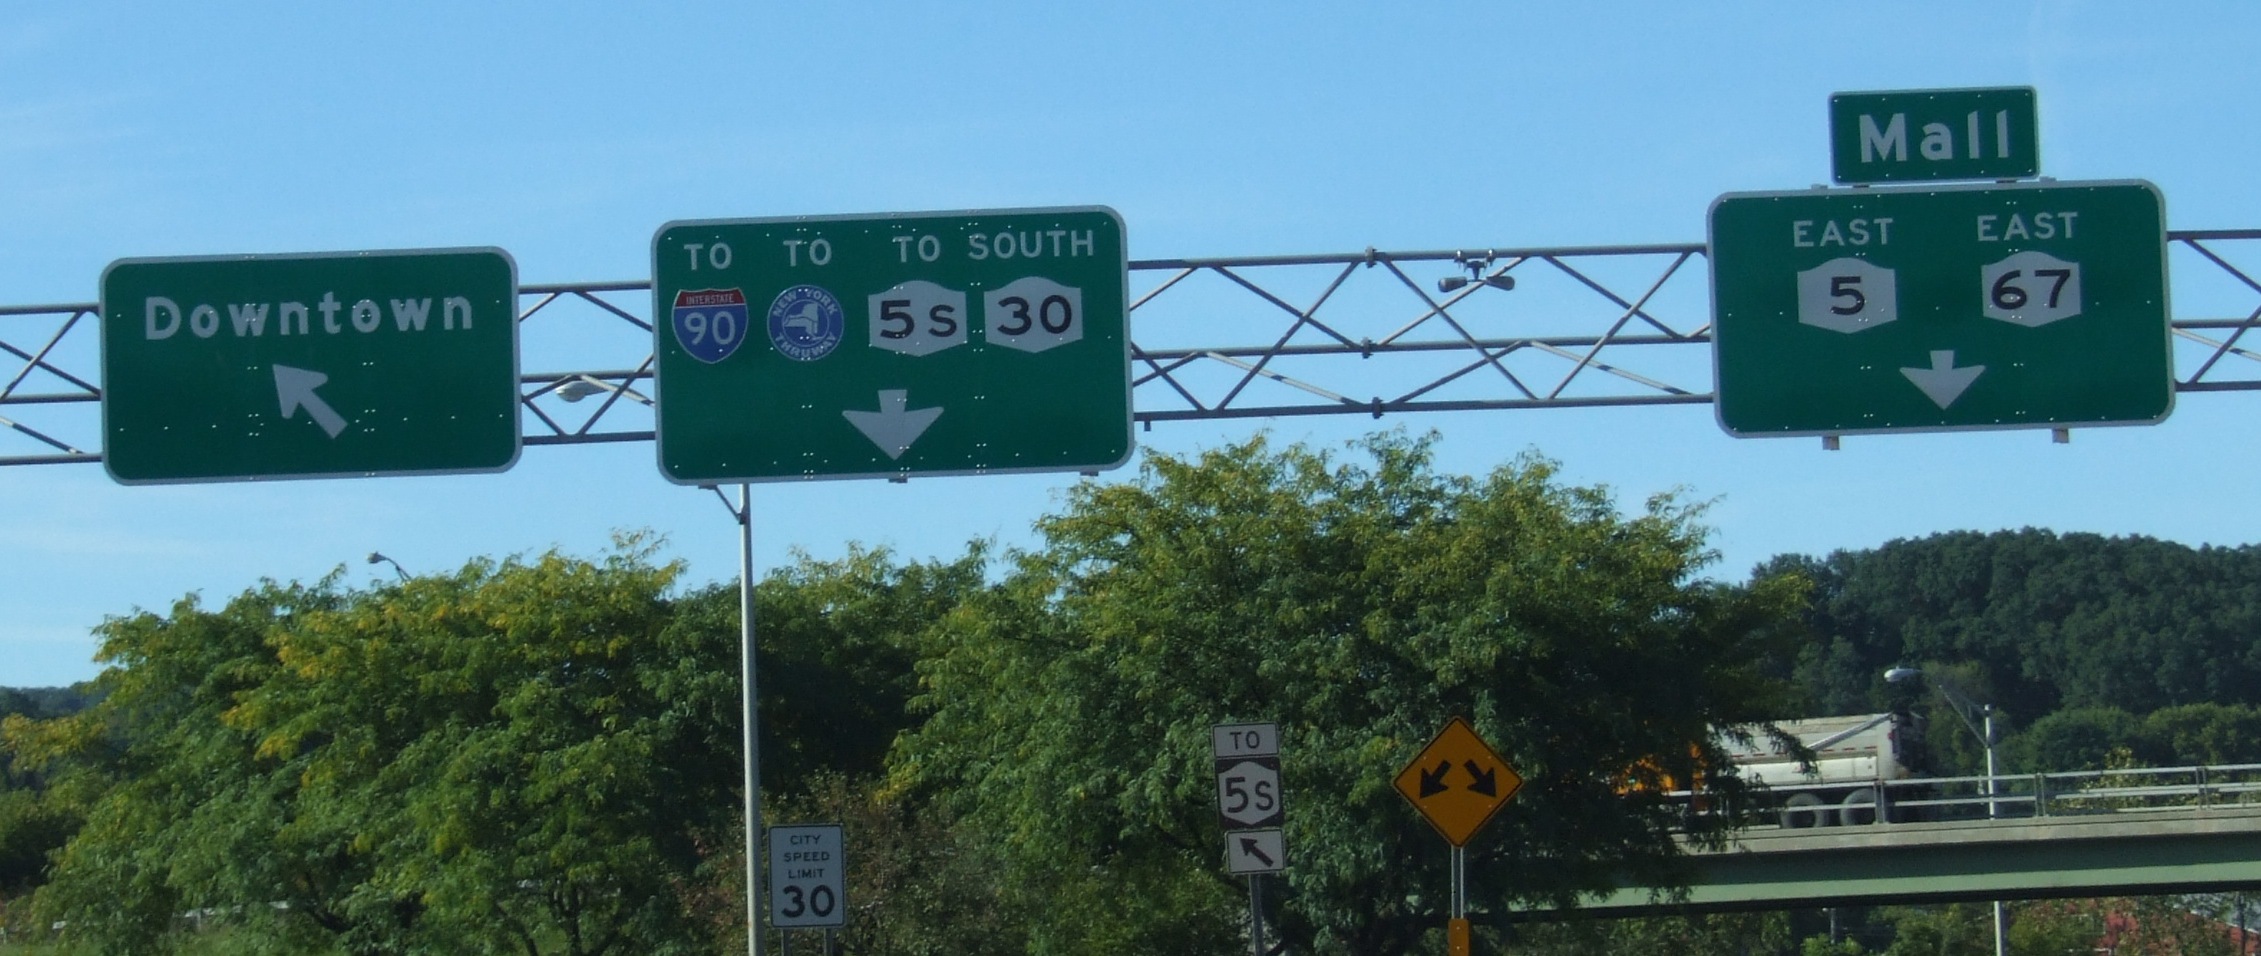 Downtown
TO TO TO SOUTH
INTERSTATE 90
NEW YORK THRUWAY
5S 30
Mall
EAST EAST
5 67
TO
5S
CITY
SPEED
LIMIT
30